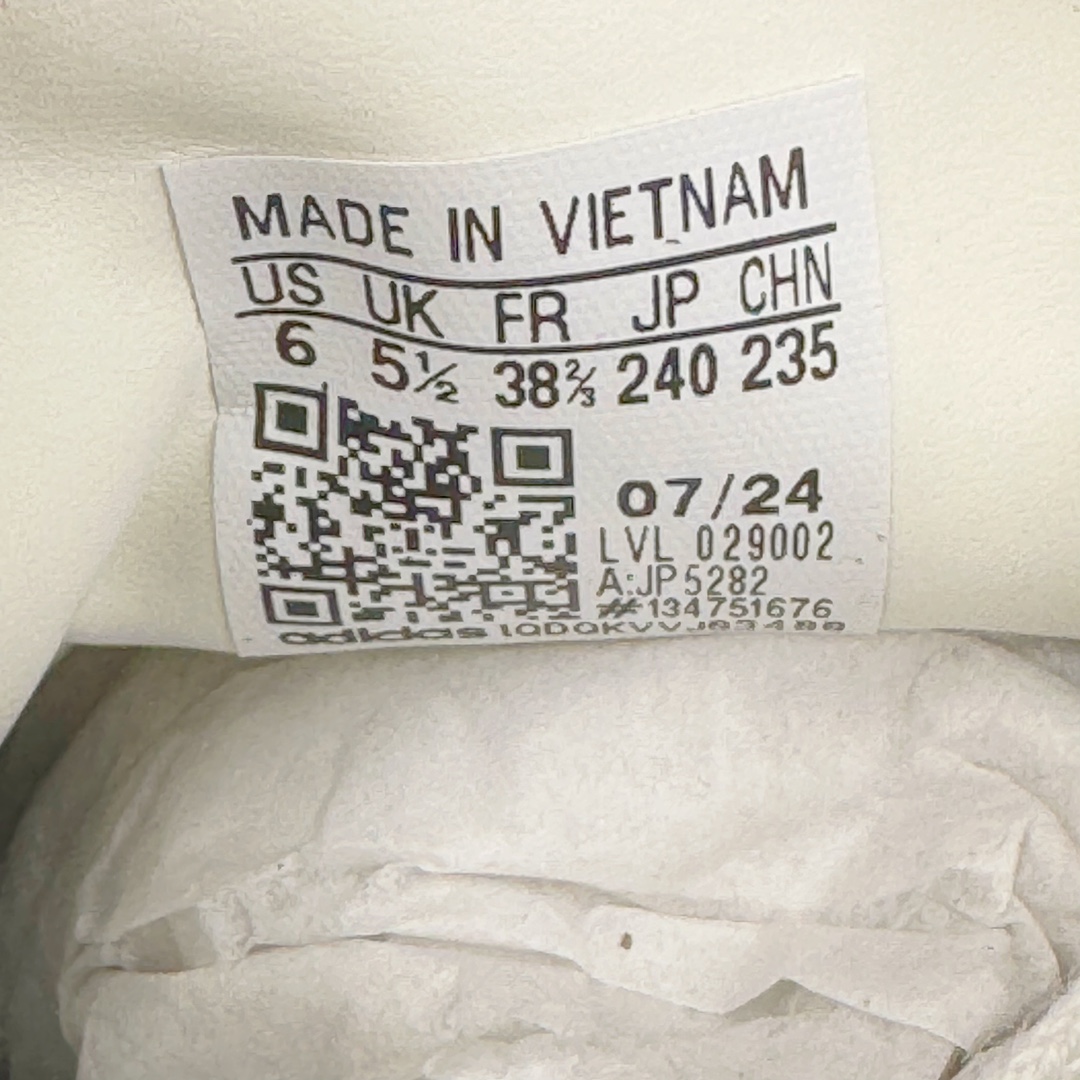 MADE IN VIETNAM
US UK FR JP CHN
6 5½ 38⅔ 240 235
07/24
LVL 029002
A:JP5282
#134751676
adidas